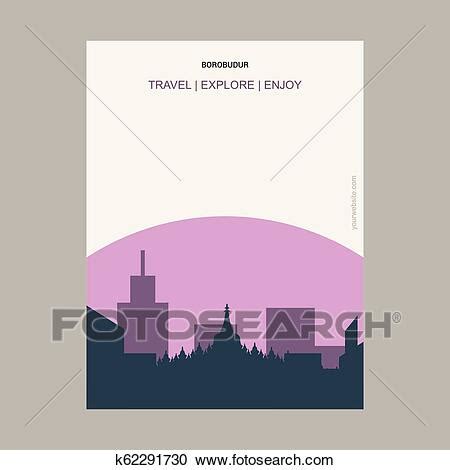 BOROBUDUR
TRAVEL | EXPLORE | ENJOY
yourwebsite.com
FOTOSEARCH®
k62291730 www.fotosearch.com